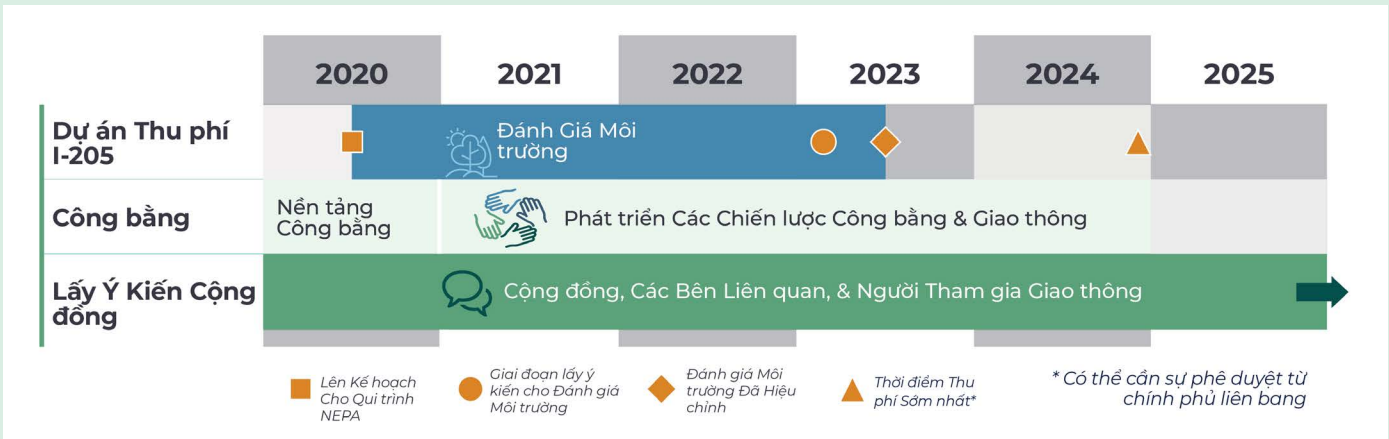 2020 2021 2022 2023 2024 2025
Dự án Thu phí
I-205
Đánh Giá Môi
trường
Công bằng
Nền tảng
Công bằng
Phát triển Các Chiến lược Công bằng & Giao thông
Lấy Ý Kiến Cộng
đồng
Cộng đồng, Các Bên Liên quan, & Người Tham gia Giao thông
Lên Kế hoạch
Cho Qui trình
NEPA
Giai đoạn lấy ý
kiến cho Đánh giá
Môi trường
Đánh giá Môi
trường Đã Hiệu
chỉnh
Thời điểm Thu
phí Sớm nhất*
* Có thể cần sự phê duyệt từ
chính phủ liên bang